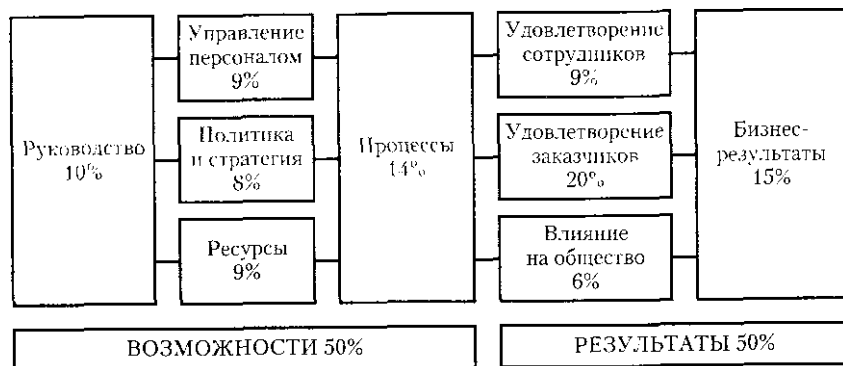 Руководство
10%
Управление
персоналом
9%
Политика
и стратегия
8%
Ресурсы
9%
Процессы
14%
Удовлетворение
сотрудников
9%
Удовлетворение
заказчиков
20%
Влияние
на общество
6%
Бизнес-
результаты
15%
ВОЗМОЖНОСТИ 50%
РЕЗУЛЬТАТЫ 50%